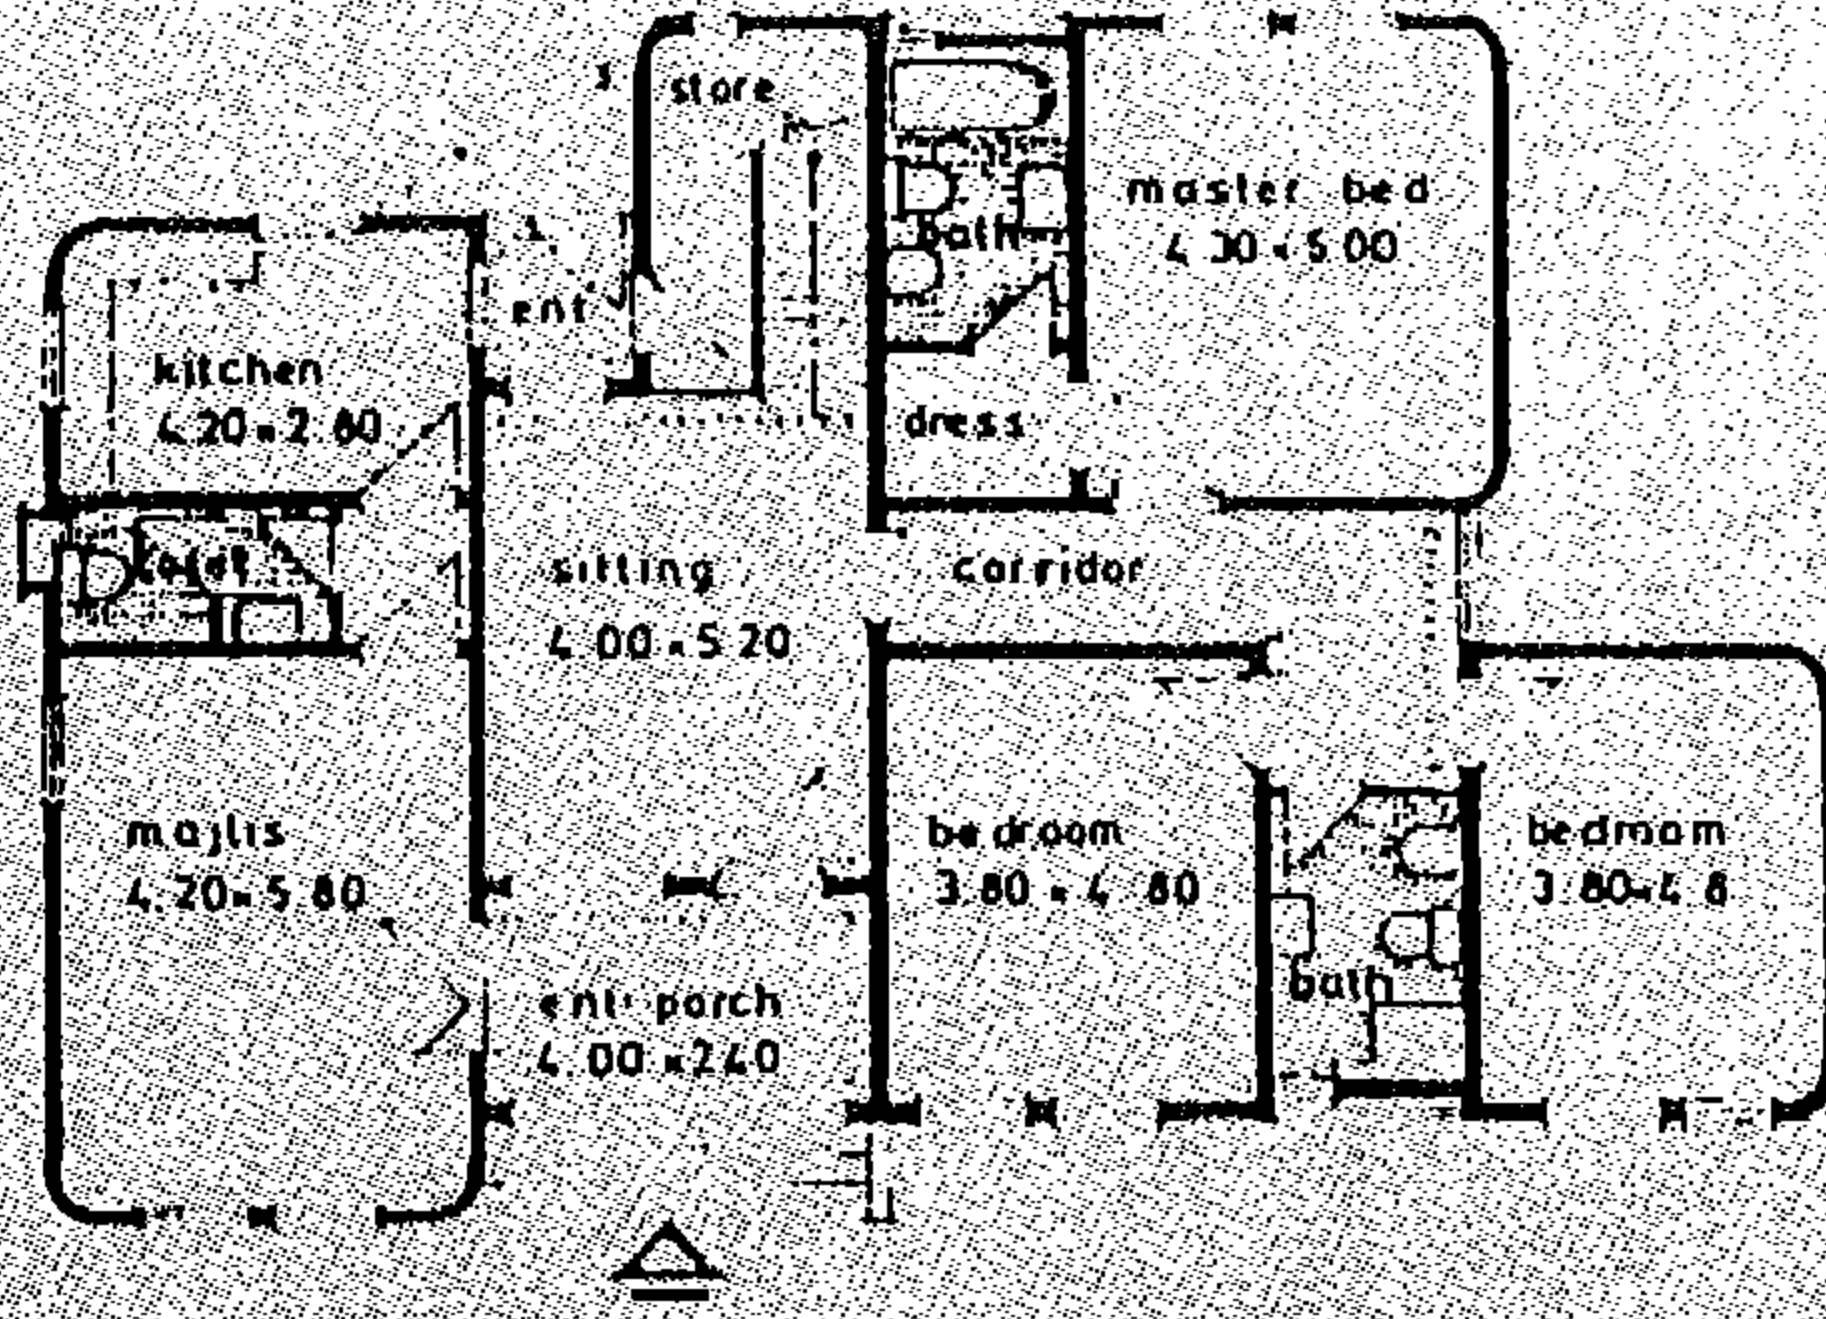 store
master bed
4.30 x 5.00
bath
ent
kitchen
4.20 x 2.80
dress
sitting
4.00 x 5.20
corridor
majlis
4.20 x 5.80
bedroom
3.80 x 4.80
bedroom
3.80 x 4.8
bath
ent. porch
4.00 x 2.40